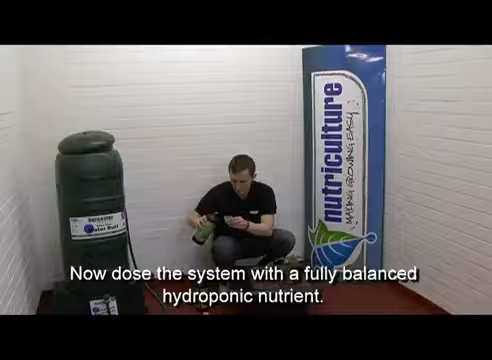 nutriculture
MAKING GROWING EASY
Water Butt
Now dose the system with a fully balanced
hydroponic nutrient.